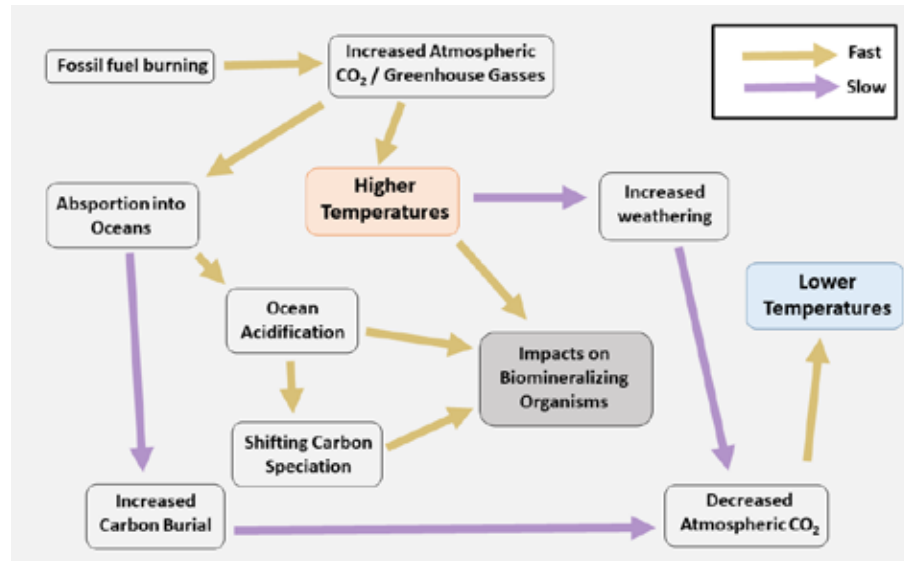 Fossil fuel burning
Increased Atmospheric
CO₂ / Greenhouse Gasses
Fast
Slow
Absportion into
Oceans
Higher
Temperatures
Increased
weathering
Lower
Temperatures
Ocean
Acidification
Impacts on
Biomineralizing
Organisms
Shifting Carbon
Speciation
Increased
Carbon Burial
Decreased
Atmospheric CO₂